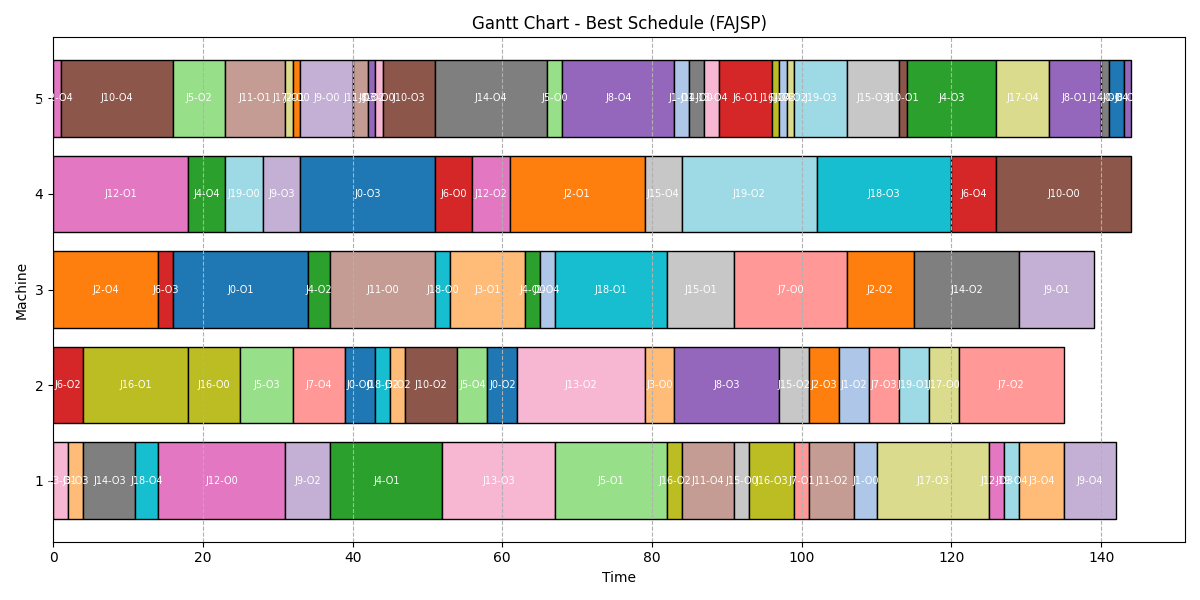 Gantt Chart - Best Schedule (FAJSP)
Machine
5
J10-O4 J5-O2 J11-O1 J9-O0 J10-O3 J14-O4 J5-O0 J8-O4 J6-O1 J19-O3 J15-O3 J10-O1 J4-O3 J17-O4 J8-O1
4
J12-O1 J4-O4 J19-O0 J9-O3 J0-O3 J6-O0 J12-O2 J2-O1 J15-O4 J19-O2 J18-O3 J6-O4 J10-O0
3
J2-O4 J6-O3 J0-O1 J4-O2 J11-O0 J18-O0 J3-O1 J4-O0 J18-O1 J15-O1 J7-O0 J2-O2 J14-O2 J9-O1
2
J6-O2 J16-O1 J16-O0 J5-O3 J7-O4 J0-O0 J18-O2 J10-O2 J5-O4 J0-O2 J13-O2 J3-O0 J8-O3 J15-O2 J2-O3 J1-O2 J7-O3 J19-O1 J17-O0 J7-O2
1
J14-O3 J18-O4 J12-O0 J9-O2 J4-O1 J13-O3 J5-O1 J16-O2 J11-O4 J15-O0 J16-O3 J7-O1 J11-O2 J1-O0 J17-O3 J3-O4 J9-O4
0 20 40 60 80 100 120 140
Time